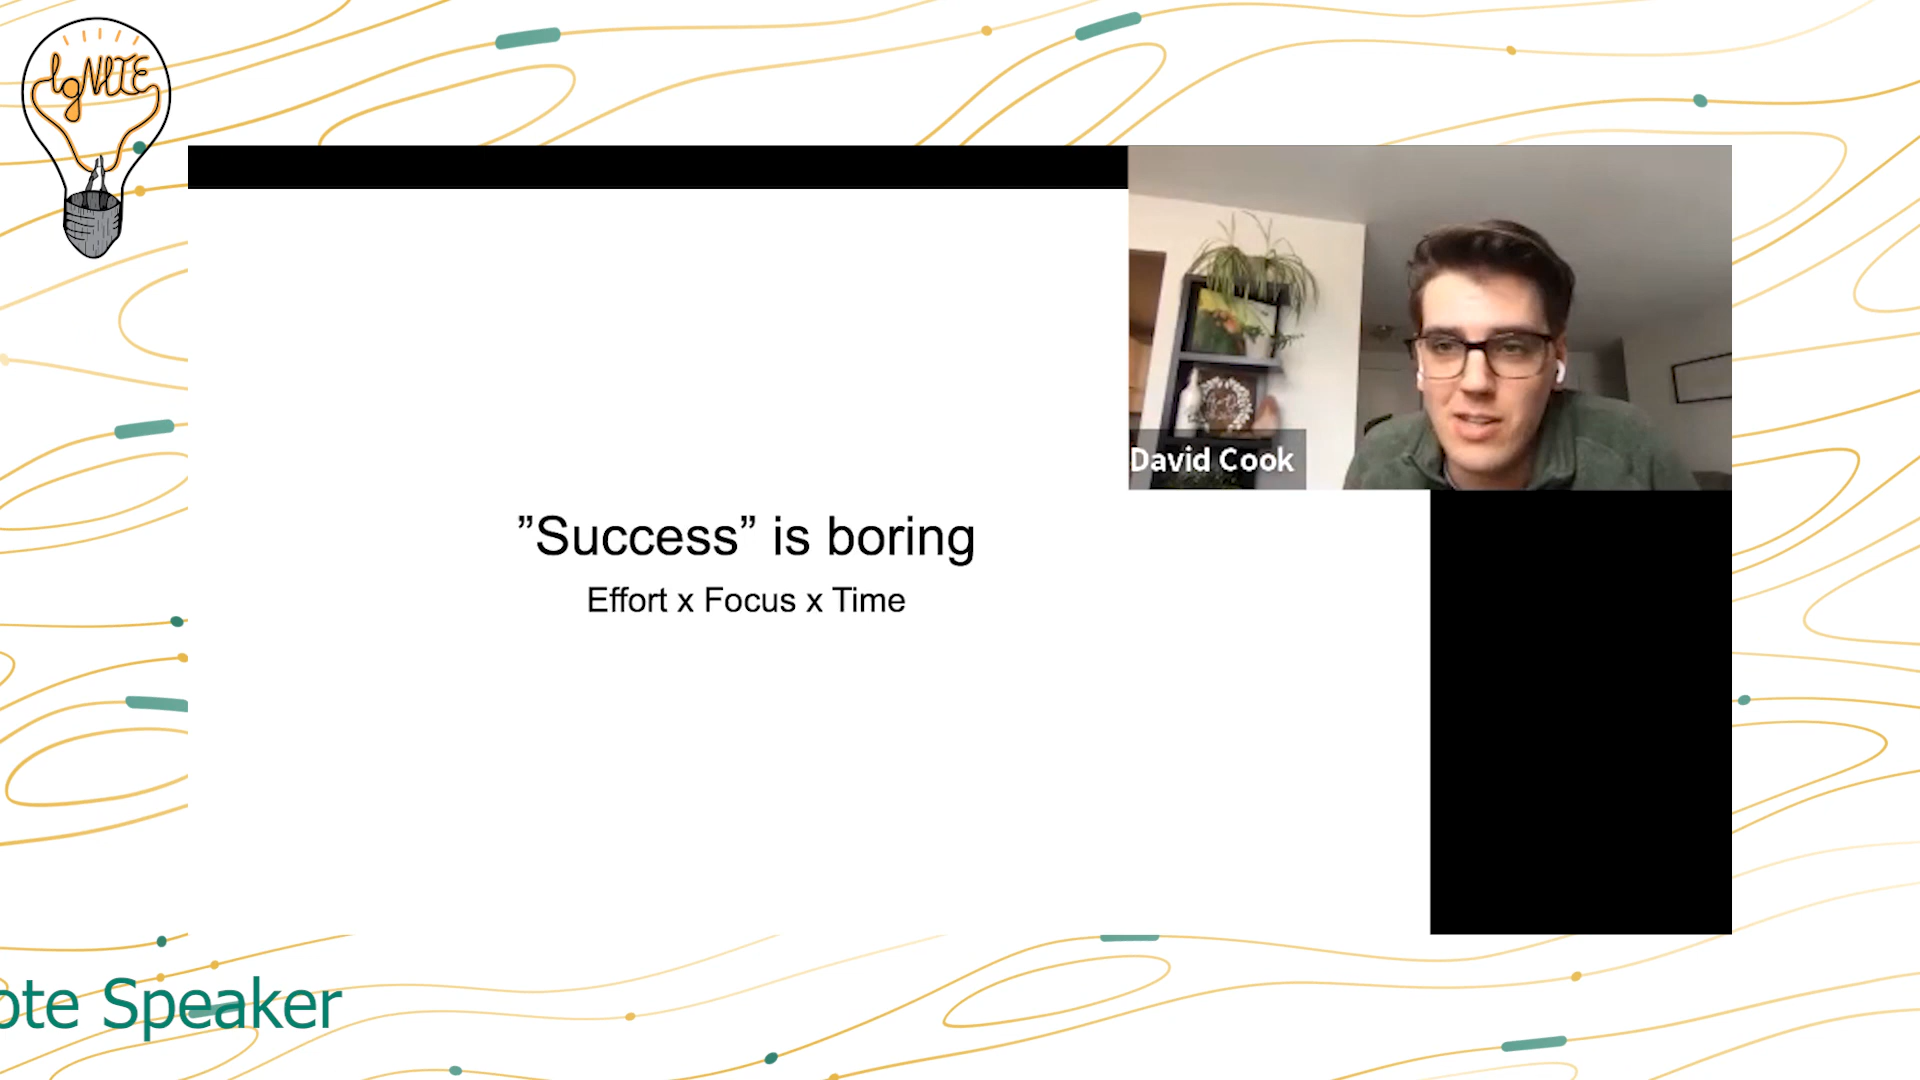 IgNITE
David Cook
”Success” is boring
Effort x Focus x Time
ote Speaker